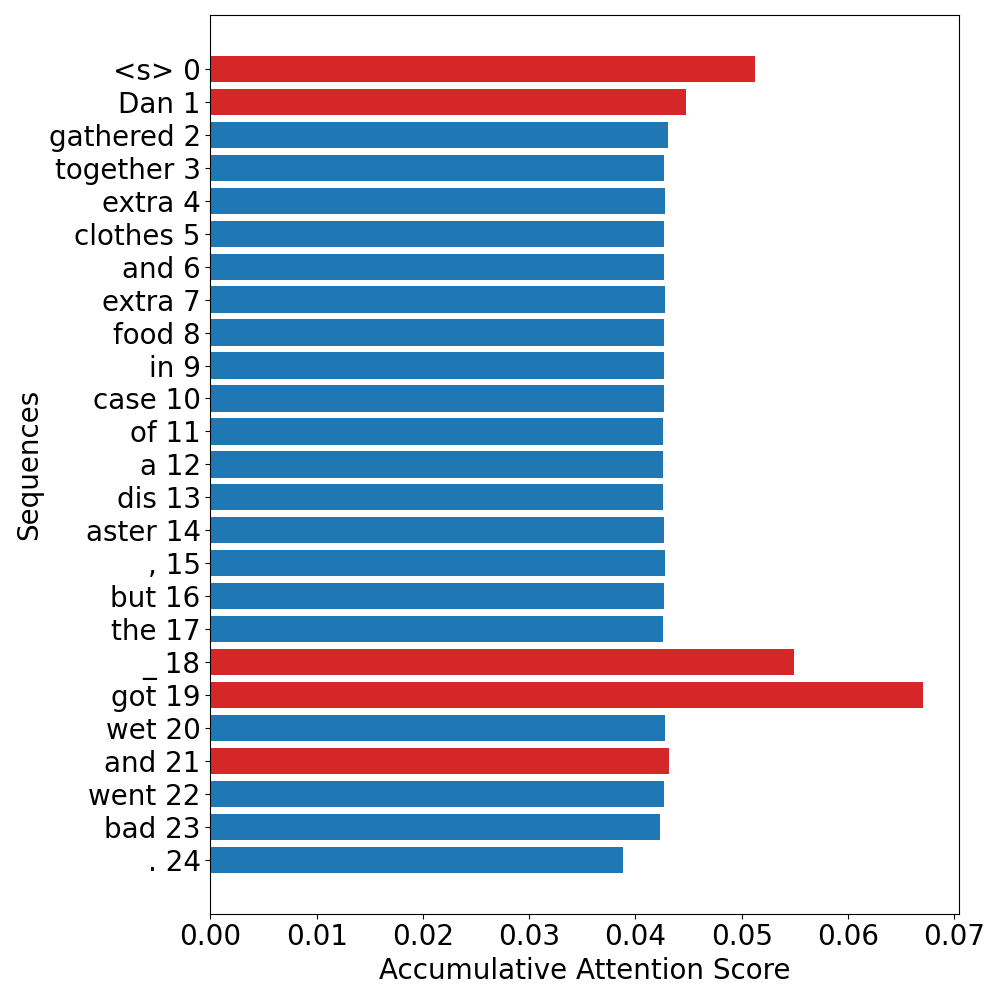 <s> 0
Dan 1
gathered 2
together 3
extra 4
clothes 5
and 6
extra 7
food 8
in 9
case 10
of 11
a 12
dis 13
aster 14
, 15
but 16
the 17
_ 18
got 19
wet 20
and 21
went 22
bad 23
. 24
Sequences
0.00 0.01 0.02 0.03 0.04 0.05 0.06 0.07
Accumulative Attention Score